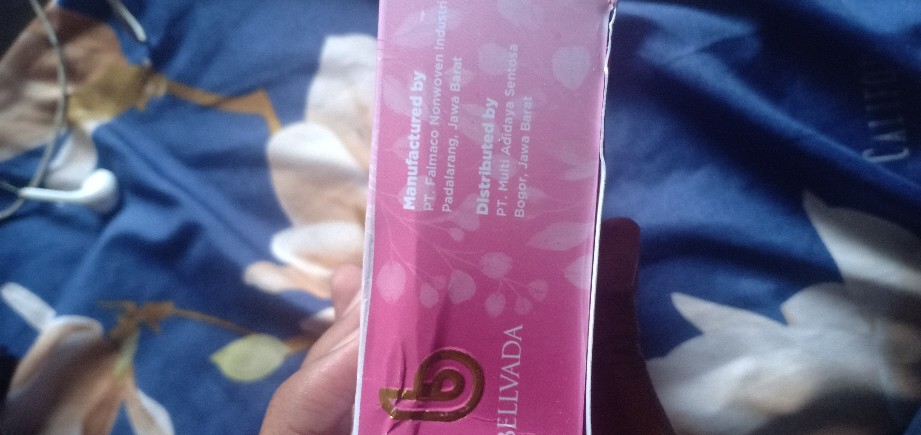 Manufactured by
PT. Falmaco Nonwoven Industri
Padalarang, Jawa Barat
Distributed by
PT. Multi Adidaya Sentosa
Bogor, Jawa Barat
BELLVADA